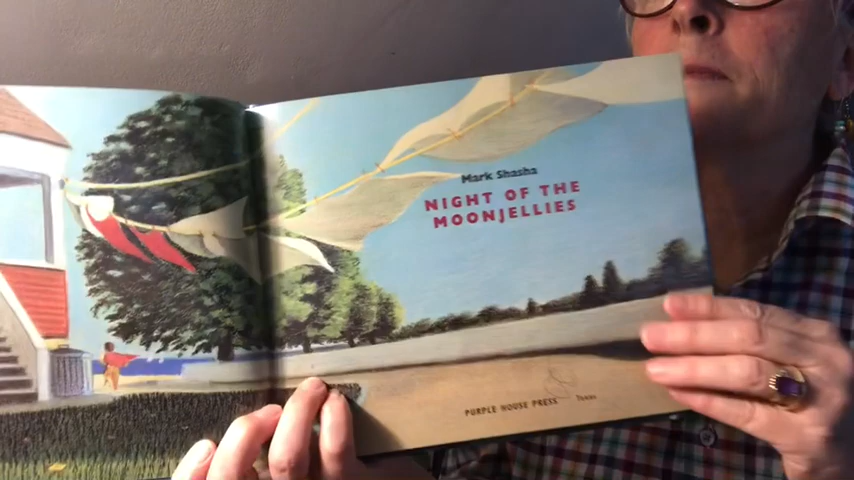 Mark Shasha
NIGHT OF THE
MOONJELLIES
PURPLE HOUSE PRESS Texas